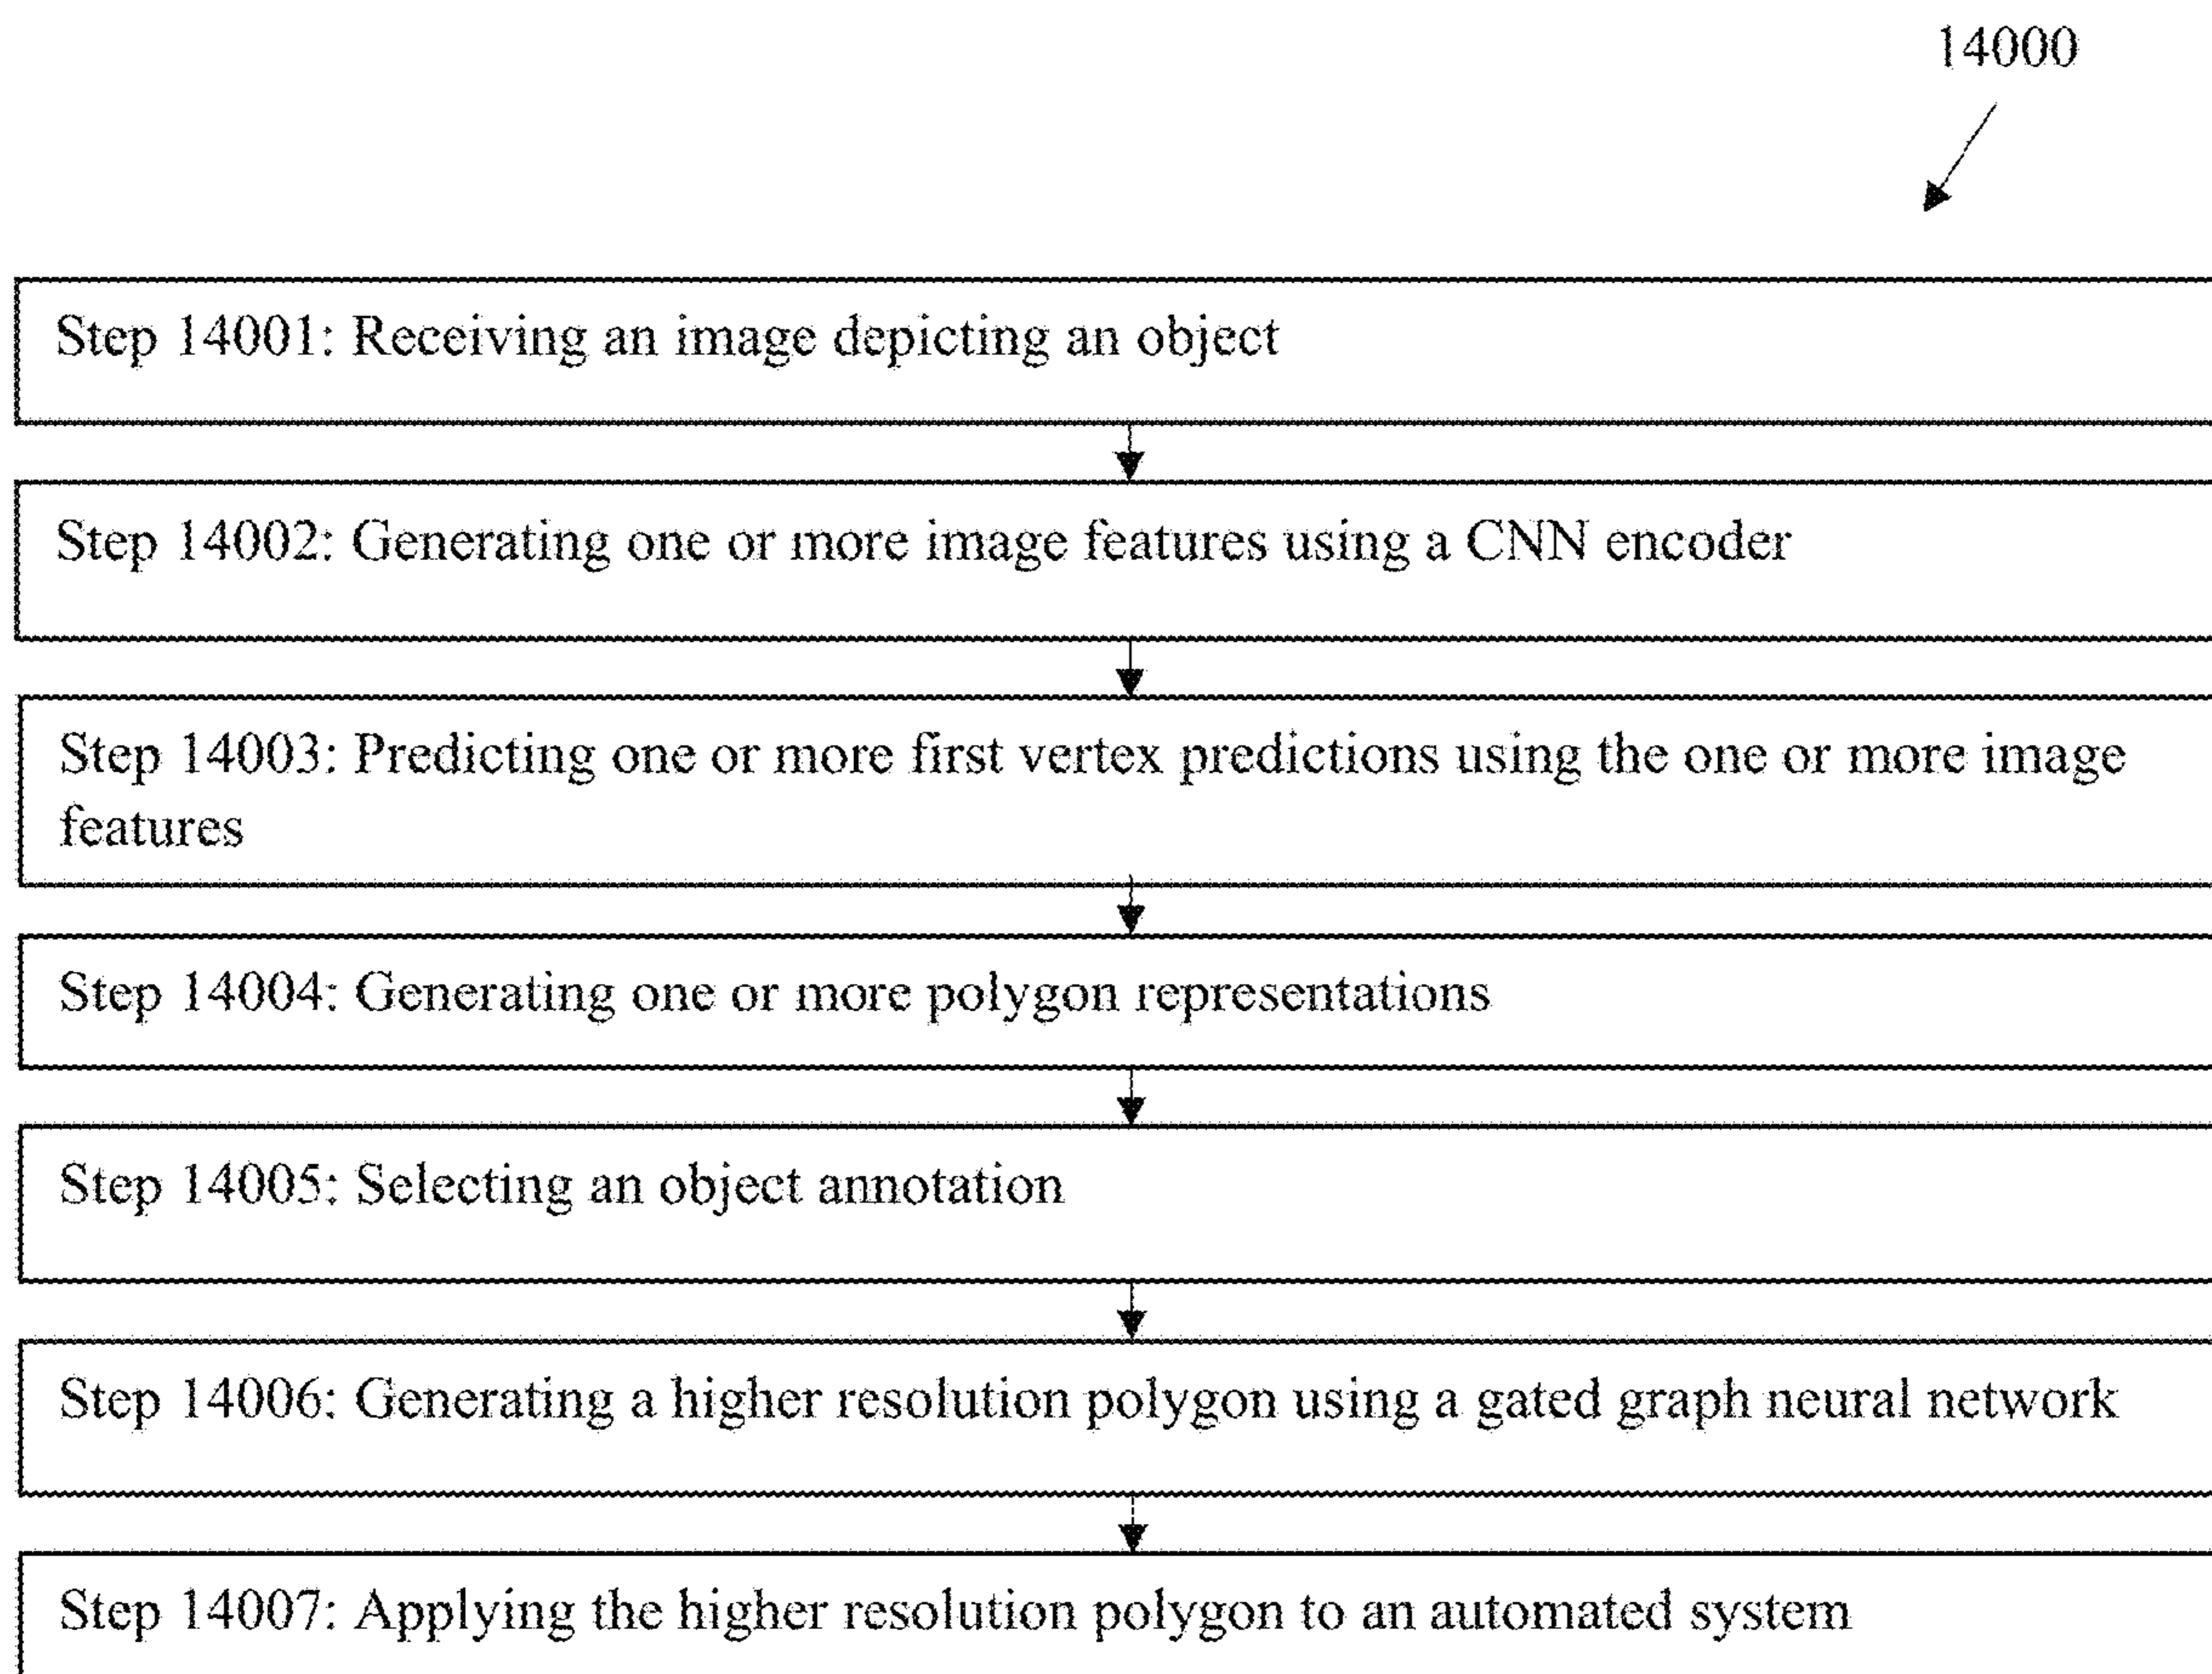 14000
Step 14001: Receiving an image depicting an object
Step 14002: Generating one or more image features using a CNN encoder
Step 14003: Predicting one or more first vertex predictions using the one or more image
features
Step 14004: Generating one or more polygon representations
Step 14005: Selecting an object annotation
Step 14006: Generating a higher resolution polygon using a gated graph neural network
Step 14007: Applying the higher resolution polygon to an automated system